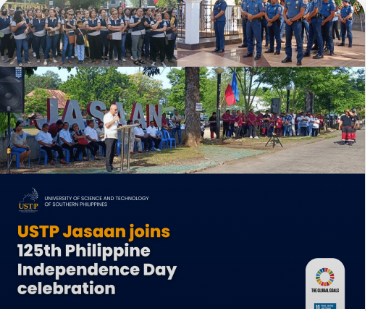 JASAAN
USTP
UNIVERSITY OF SCIENCE AND TECHNOLOGY
OF SOUTHERN PHILIPPINES
USTP Jasaan joins
125th Philippine
Independence Day
celebration
THE GLOBAL GOALS